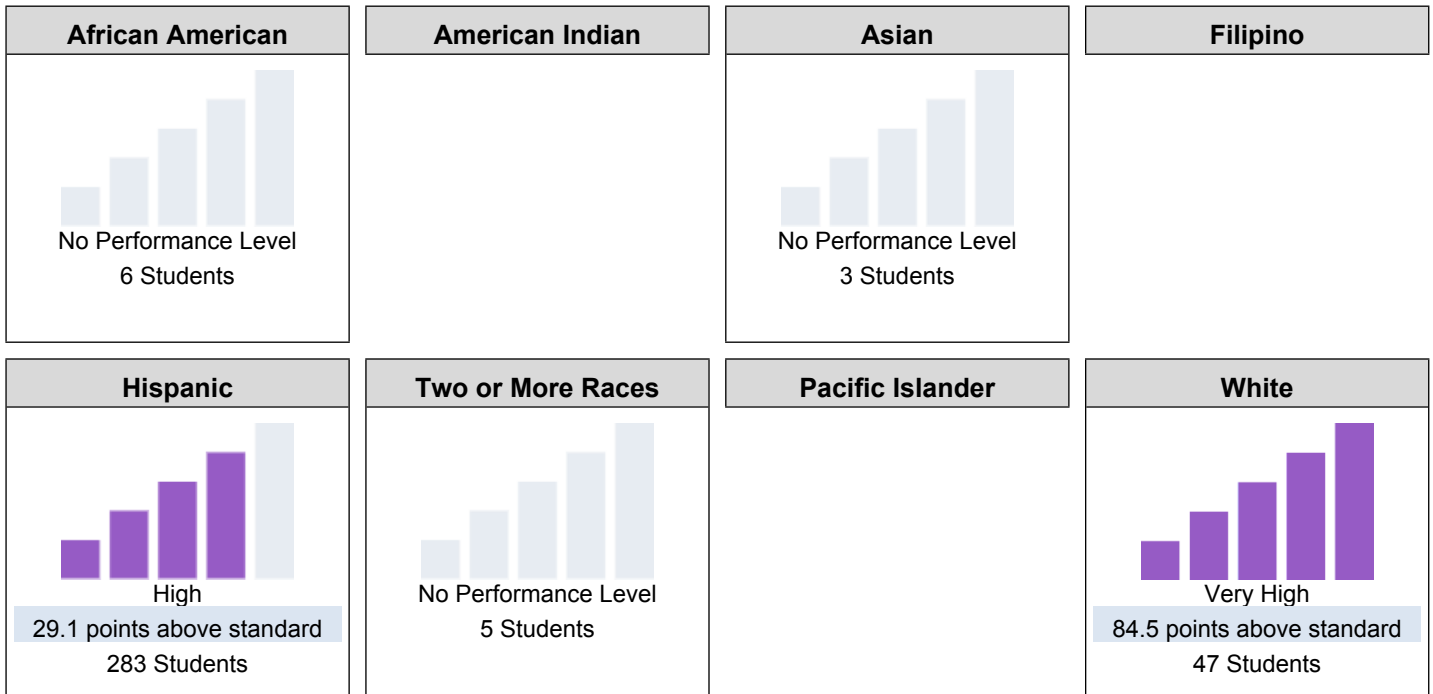 African American
No Performance Level
6 Students
American Indian
Asian
No Performance Level
3 Students
Filipino
Hispanic
High
29.1 points above standard
283 Students
Two or More Races
No Performance Level
5 Students
Pacific Islander
White
Very High
84.5 points above standard
47 Students